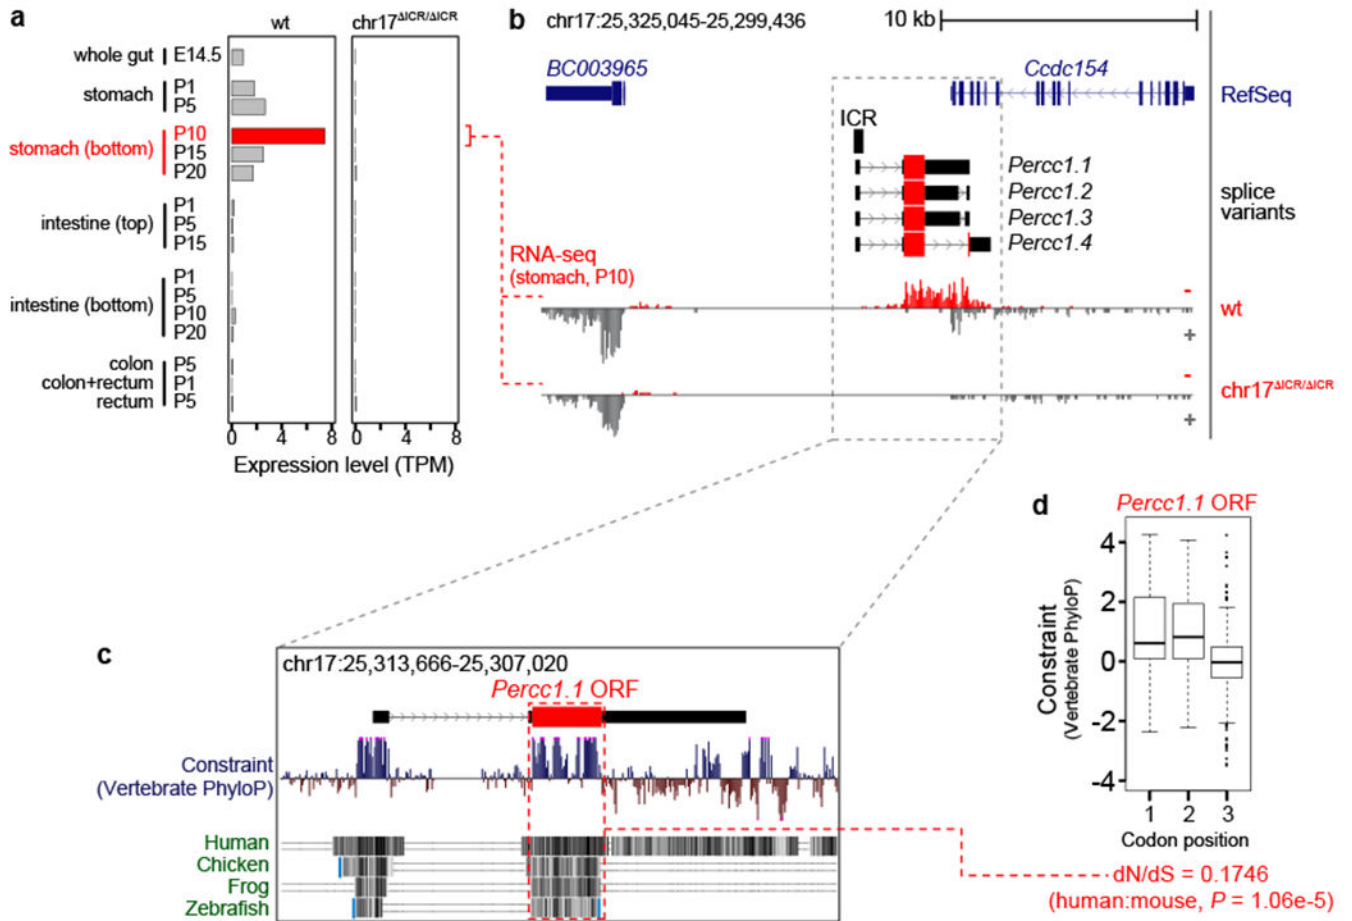 a
wt
chr17ΔICR/ΔICR
whole gut
E14.5
stomach
P1
P5
stomach (bottom)
P10
P15
P20
intestine (top)
P1
P5
P15
intestine (bottom)
P1
P5
P10
P20
colon
P5
colon+rectum
P1
rectum
P5
0 4 8
0 4 8
Expression level (TPM)
b
chr17:25,325,045-25,299,436
10 kb
BC003965
Ccdc154
RefSeq
ICR
Percc1.1
Percc1.2
Percc1.3
Percc1.4
splice
variants
RNA-seq
(stomach, P10)
-
wt
+
-
chr17ΔICR/ΔICR
+
c
chr17:25,313,666-25,307,020
Percc1.1 ORF
Constraint
(Vertebrate PhyloP)
Human
Chicken
Frog
Zebrafish
d
Percc1.1 ORF
Constraint
(Vertebrate PhyloP)
4
2
0
-2
-4
1 2 3
Codon position
dN/dS = 0.1746
(human:mouse, P = 1.06e-5)